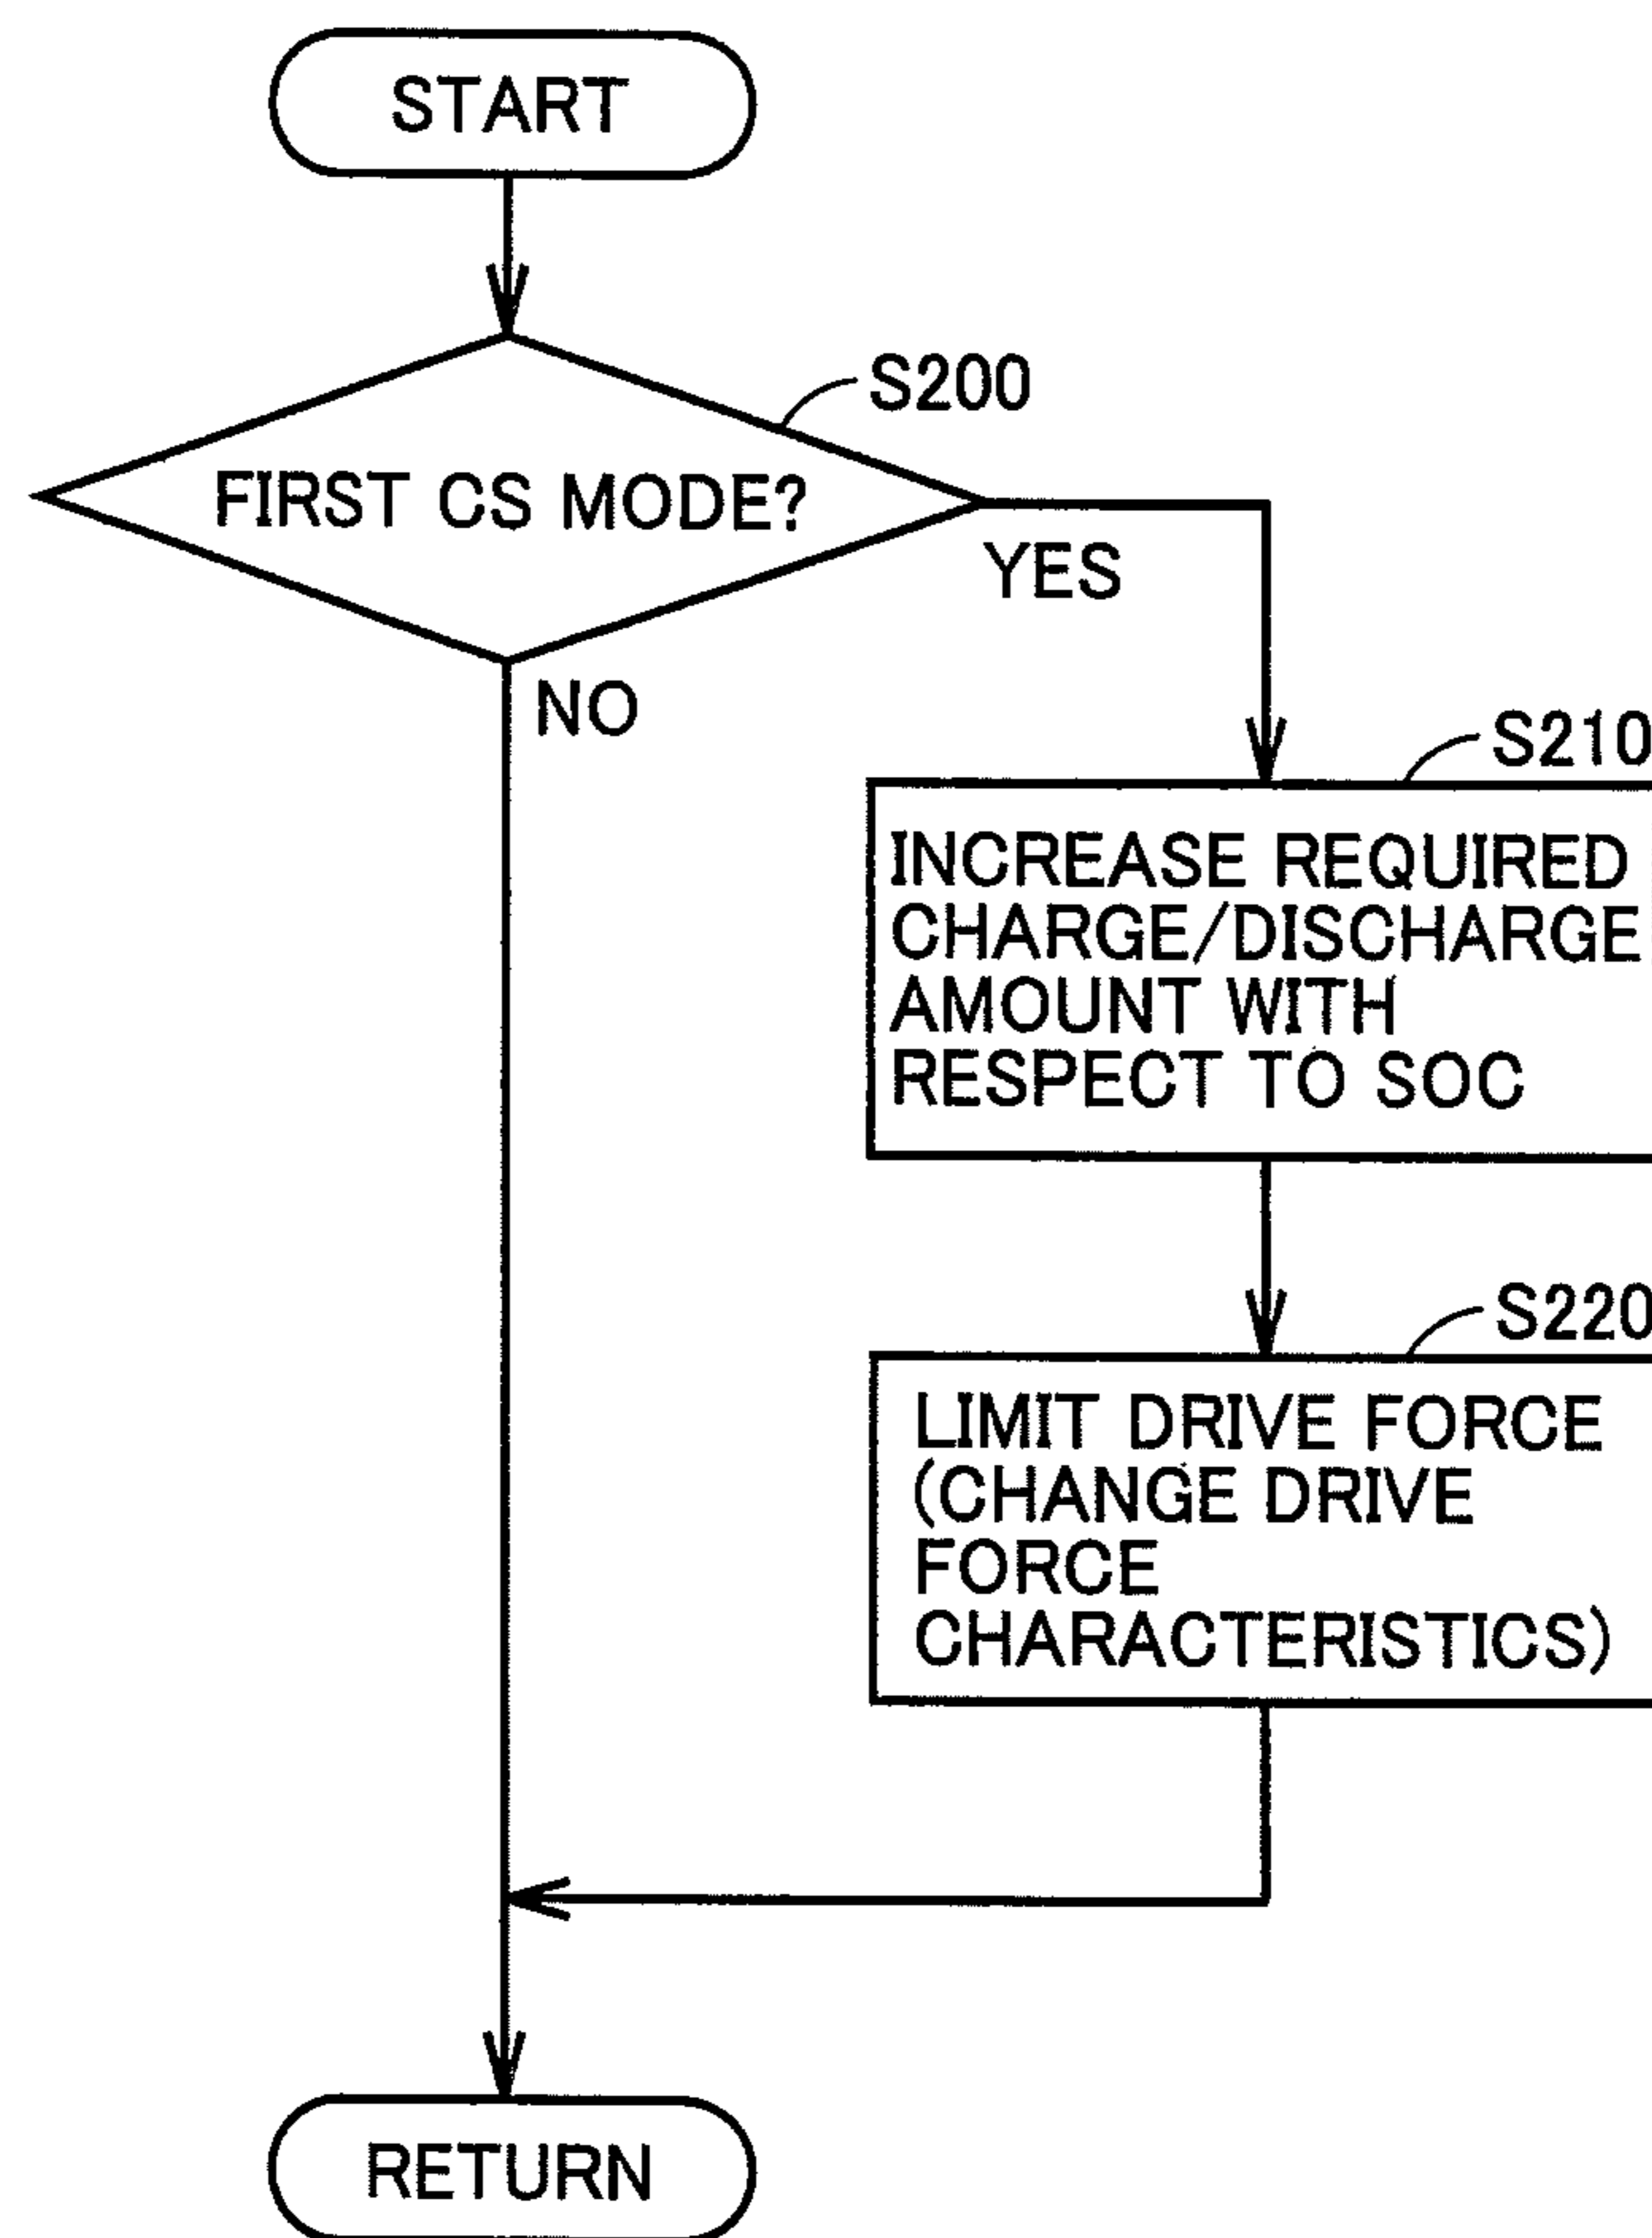 START
S200
FIRST CS MODE?
YES
NO
S210
INCREASE REQUIRED
CHARGE/DISCHARGE
AMOUNT WITH
RESPECT TO SOC
S220
LIMIT DRIVE FORCE
(CHANGE DRIVE
FORCE
CHARACTERISTICS)
RETURN